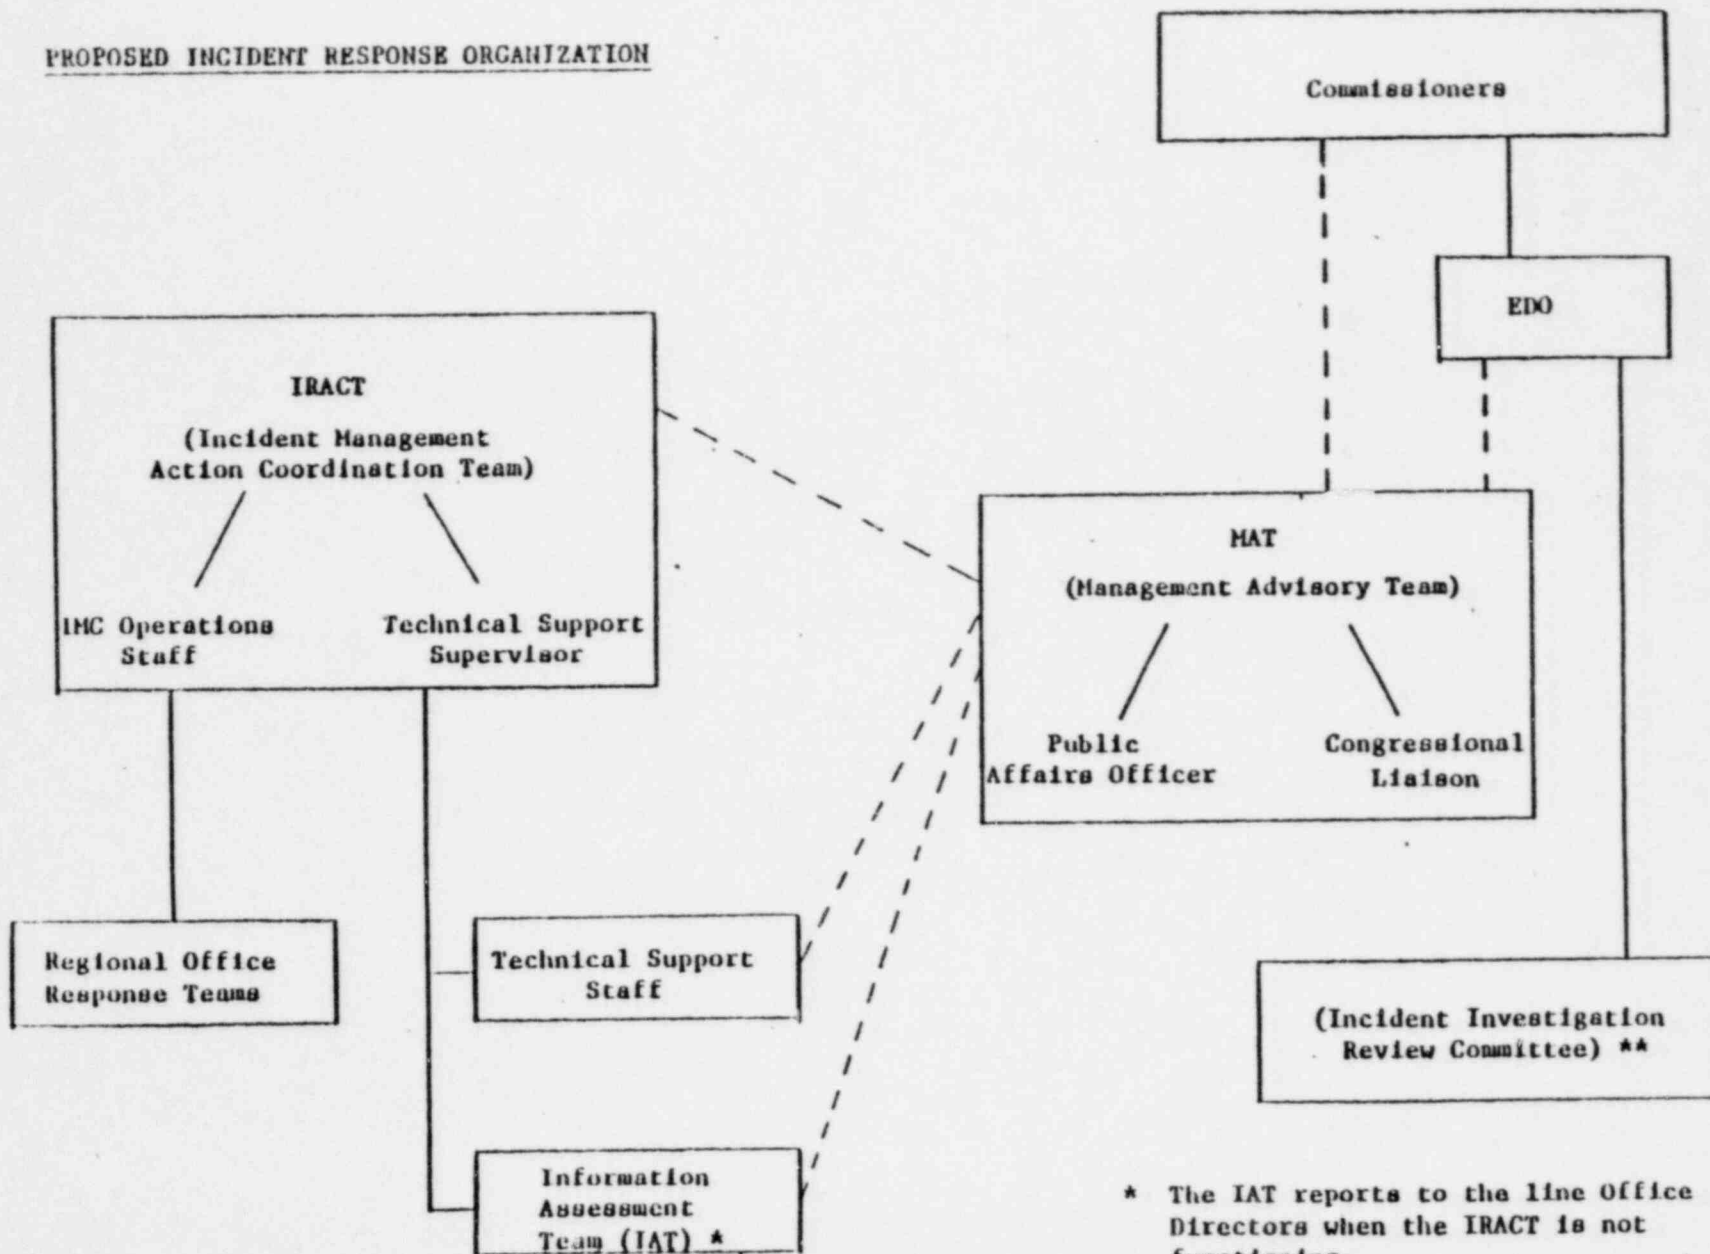 PROPOSED INCIDENT RESPONSE ORGANIZATION
Commissioners
EDO
IRACT
(Incident Management
Action Coordination Team)
IMC Operations
Staff
Technical Support
Supervisor
MAT
(Management Advisory Team)
Public
Affairs Officer
Congressional
Liaison
Regional Office
Response Teams
Technical Support
Staff
(Incident Investigation
Review Committee) **
Information
Assessment
Team (IAT) *
* The IAT reports to the line Office
Directors when the IRACT is not